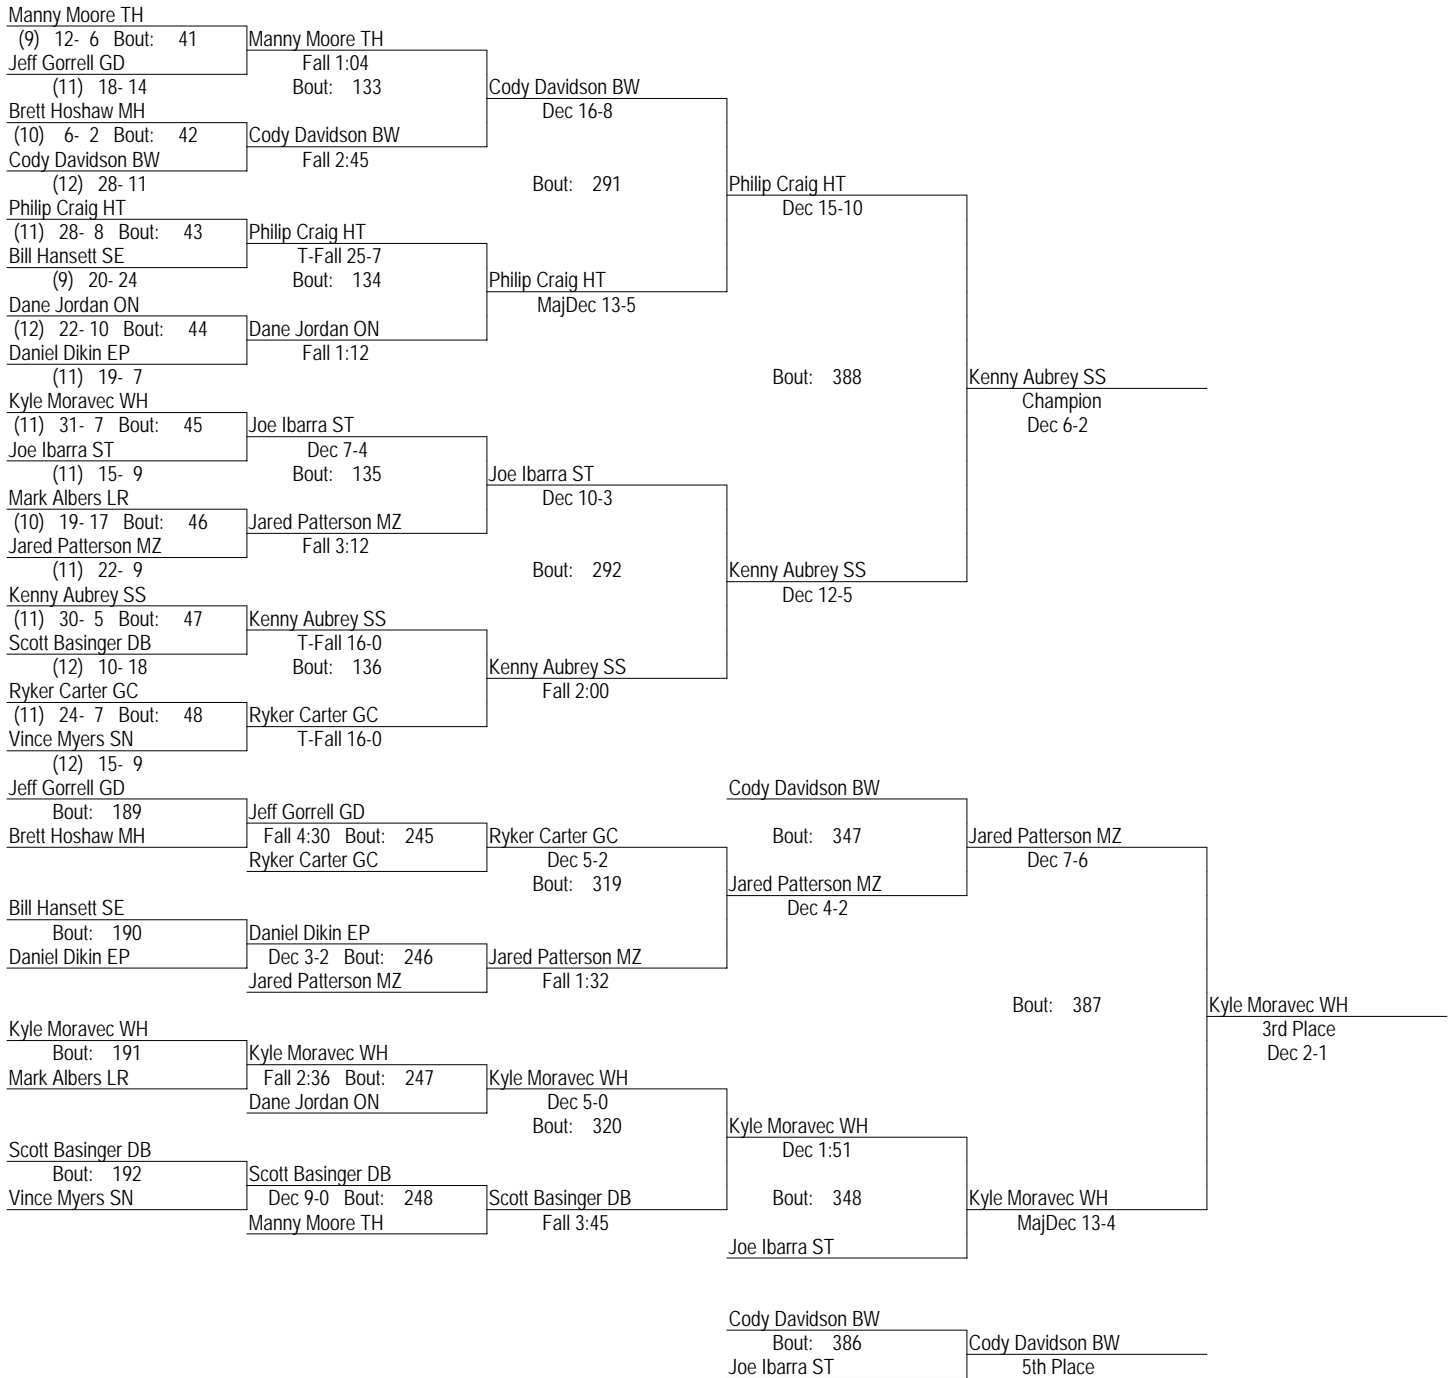 Manny Moore TH
(9) 12- 6 Bout: 41
Manny Moore TH
Jeff Gorrell GD
Fall 1:04
(11) 18- 14
Bout: 133
Cody Davidson BW
Brett Hoshaw MH
Dec 16-8
(10) 6- 2 Bout: 42
Cody Davidson BW
Cody Davidson BW
Fall 2:45
(12) 28- 11
Bout: 291
Philip Craig HT
Philip Craig HT
Dec 15-10
(11) 28- 8 Bout: 43
Philip Craig HT
Bill Hansett SE
T-Fall 25-7
(9) 20- 24
Bout: 134
Philip Craig HT
Dane Jordan ON
MajDec 13-5
(12) 22- 10 Bout: 44
Dane Jordan ON
Daniel Dikin EP
Fall 1:12
(11) 19- 7
Bout: 388
Kenny Aubrey SS
Kyle Moravec WH
Champion
(11) 31- 7 Bout: 45
Joe Ibarra ST
Dec 6-2
Joe Ibarra ST
Dec 7-4
(11) 15- 9
Bout: 135
Joe Ibarra ST
Mark Albers LR
Dec 10-3
(10) 19- 17 Bout: 46
Jared Patterson MZ
Jared Patterson MZ
Fall 3:12
(11) 22- 9
Bout: 292
Kenny Aubrey SS
Kenny Aubrey SS
Dec 12-5
(11) 30- 5 Bout: 47
Kenny Aubrey SS
Scott Basinger DB
T-Fall 16-0
(12) 10- 18
Bout: 136
Kenny Aubrey SS
Ryker Carter GC
Fall 2:00
(11) 24- 7 Bout: 48
Ryker Carter GC
Vince Myers SN
T-Fall 16-0
(12) 15- 9
Jeff Gorrell GD
Cody Davidson BW
Bout: 189
Jeff Gorrell GD
Brett Hoshaw MH
Fall 4:30 Bout: 245
Ryker Carter GC
Bout: 347
Jared Patterson MZ
Ryker Carter GC
Dec 5-2
Dec 7-6
Bout: 319
Jared Patterson MZ
Bill Hansett SE
Dec 4-2
Bout: 190
Daniel Dikin EP
Daniel Dikin EP
Dec 3-2 Bout: 246
Jared Patterson MZ
Jared Patterson MZ
Fall 1:32
Bout: 387
Kyle Moravec WH
Kyle Moravec WH
3rd Place
Bout: 191
Kyle Moravec WH
Dec 2-1
Mark Albers LR
Fall 2:36 Bout: 247
Kyle Moravec WH
Dane Jordan ON
Dec 5-0
Bout: 320
Kyle Moravec WH
Scott Basinger DB
Dec 1:51
Bout: 192
Scott Basinger DB
Vince Myers SN
Dec 9-0 Bout: 248
Scott Basinger DB
Bout: 348
Kyle Moravec WH
Manny Moore TH
Fall 3:45
MajDec 13-4
Joe Ibarra ST
Cody Davidson BW
Bout: 386
Cody Davidson BW
Joe Ibarra ST
5th Place